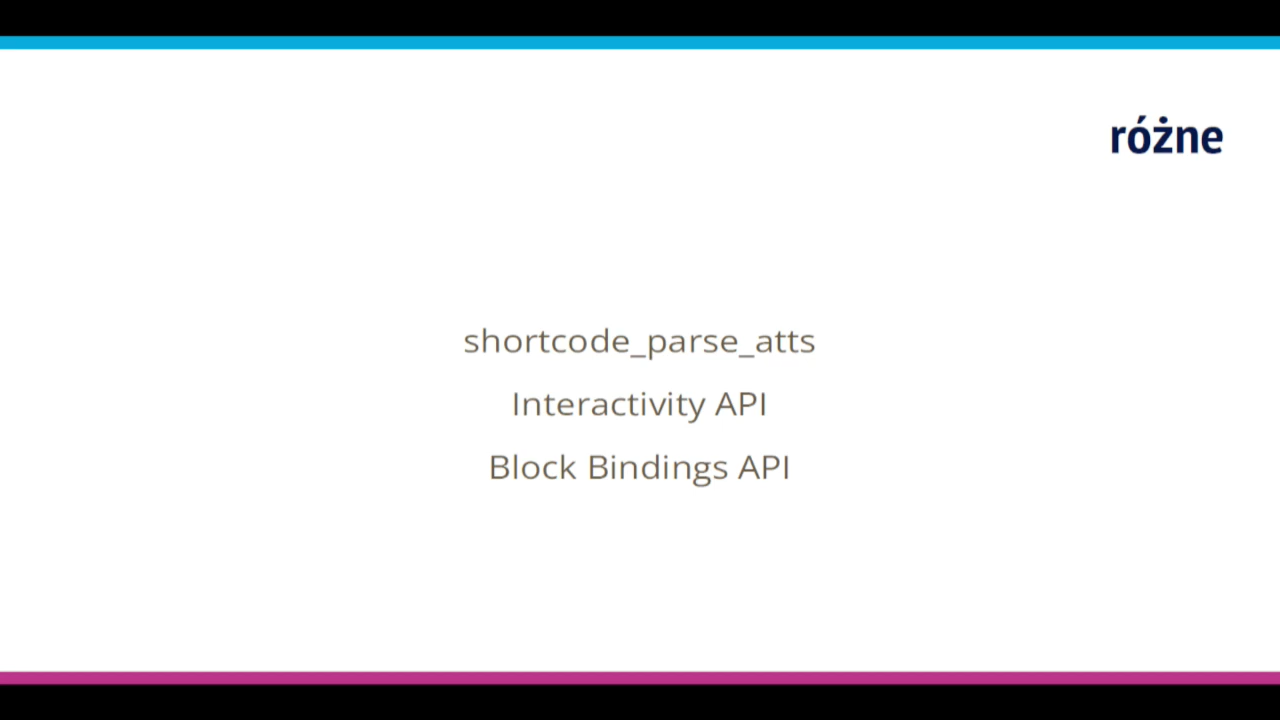 różne
shortcode_parse_atts
Interactivity API
Block Bindings API